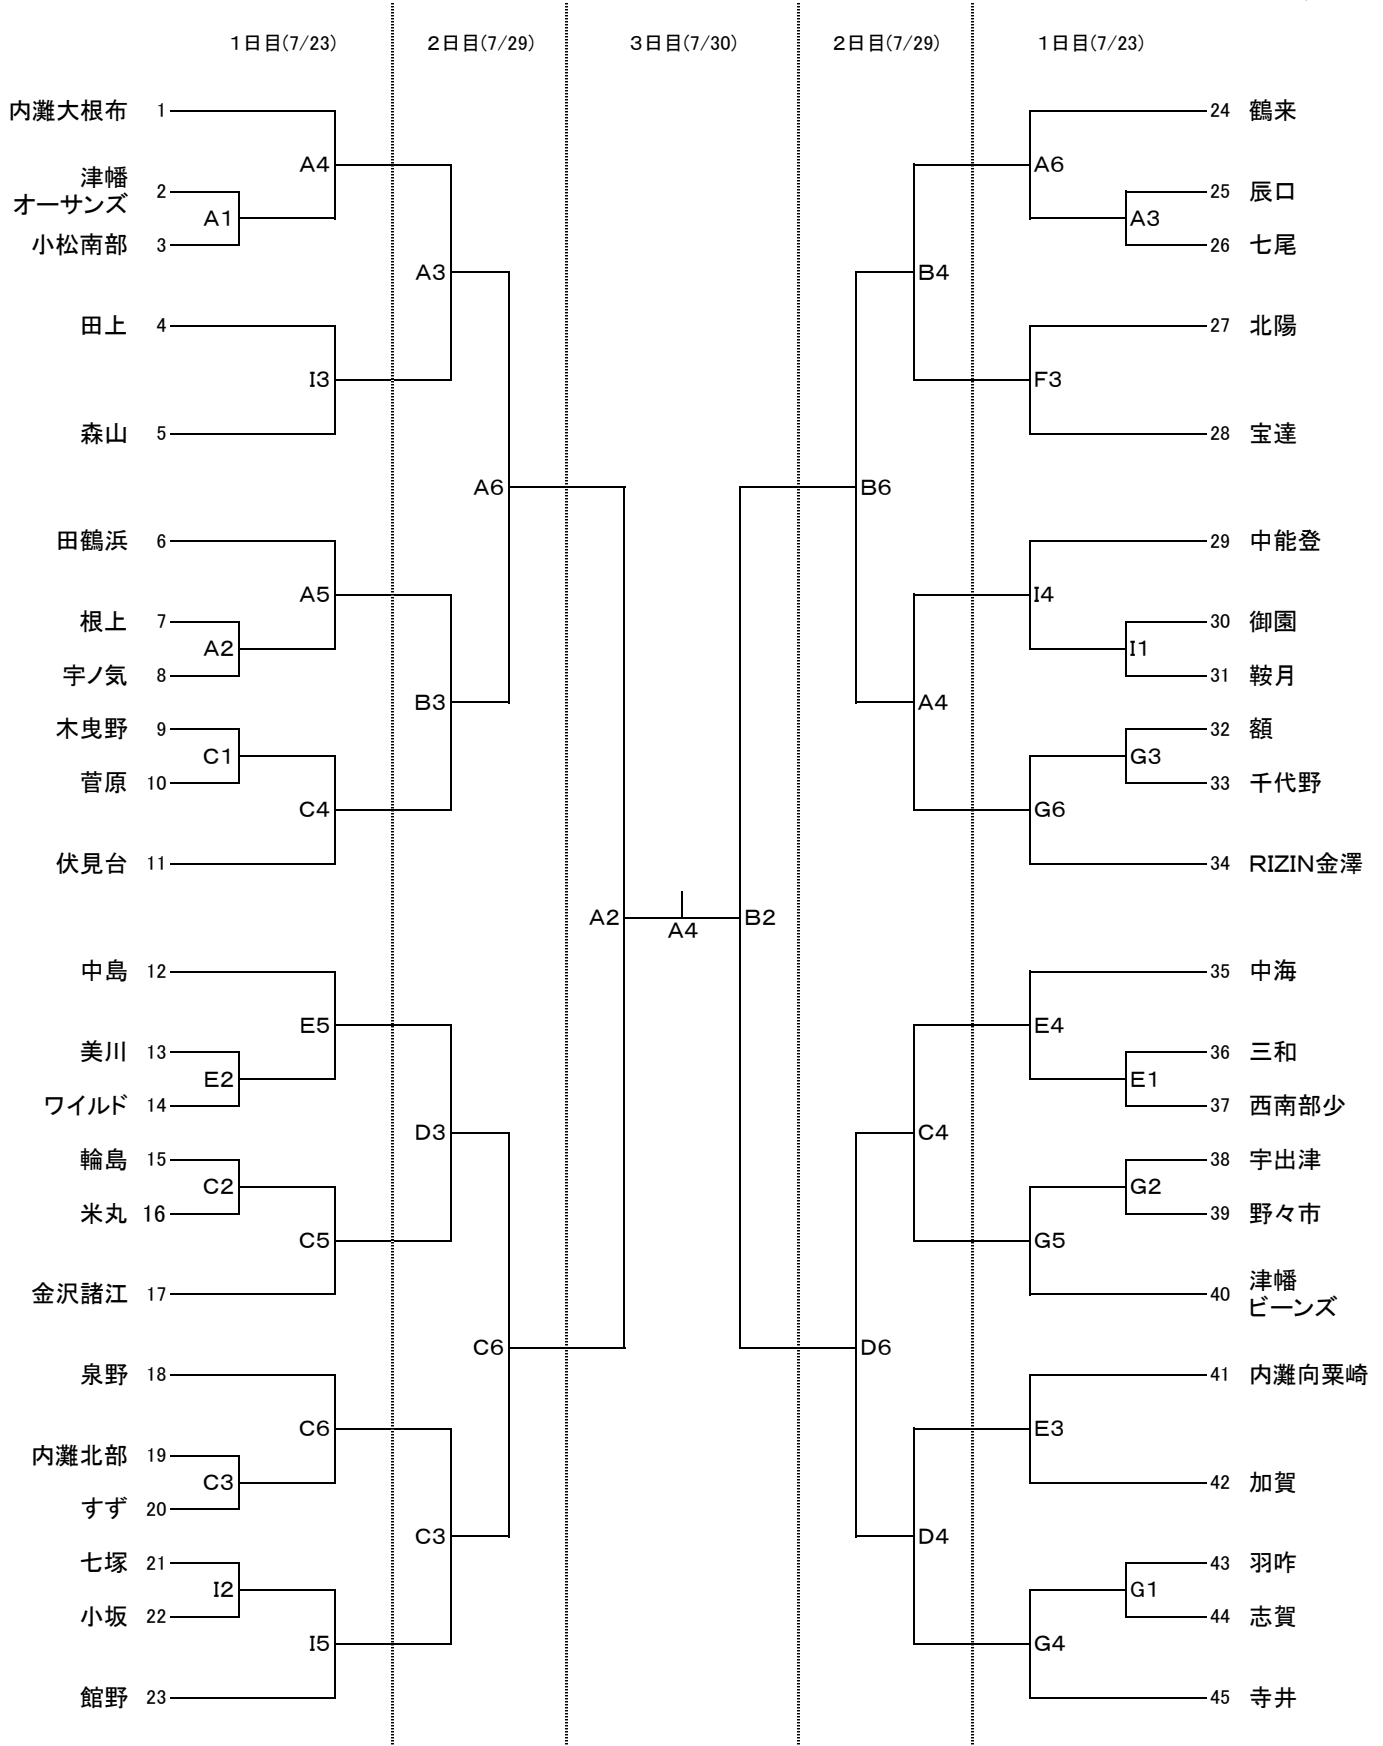 1日目(7/23) 2日目(7/29) 3日目(7/30) 2日目(7/29) 1日目(7/23)
内灘大根布 1
A4
津幡
オーサンズ 2
A1
小松南部 3
A3
田上 4
I3
森山 5
A6
田鶴浜 6
A5
根上 7
A2
宇ノ気 8
B3
木曳野 9
C1
菅原 10
C4
伏見台 11
A2
中島 12
E5
美川 13
E2
ワイルド 14
D3
輪島 15
C2
米丸 16
C5
金沢諸江 17
C6
泉野 18
C6
内灘北部 19
C3
すず 20
C3
七塚 21
I2
小坂 22
I5
館野 23
A4
24 鶴来
A6
25 辰口
A3
26 七尾
B4
27 北陽
F3
28 宝達
B6
29 中能登
I4
30 御園
I1
31 鞍月
A4
32 額
G3
33 千代野
G6
34 RIZIN金澤
B2
35 中海
E4
36 三和
E1
37 西南部少
C4
38 宇出津
G2
39 野々市
G5
40 津幡
ビーンズ
D6
41 内灘向粟崎
E3
42 加賀
D4
43 羽咋
G1
44 志賀
G4
45 寺井